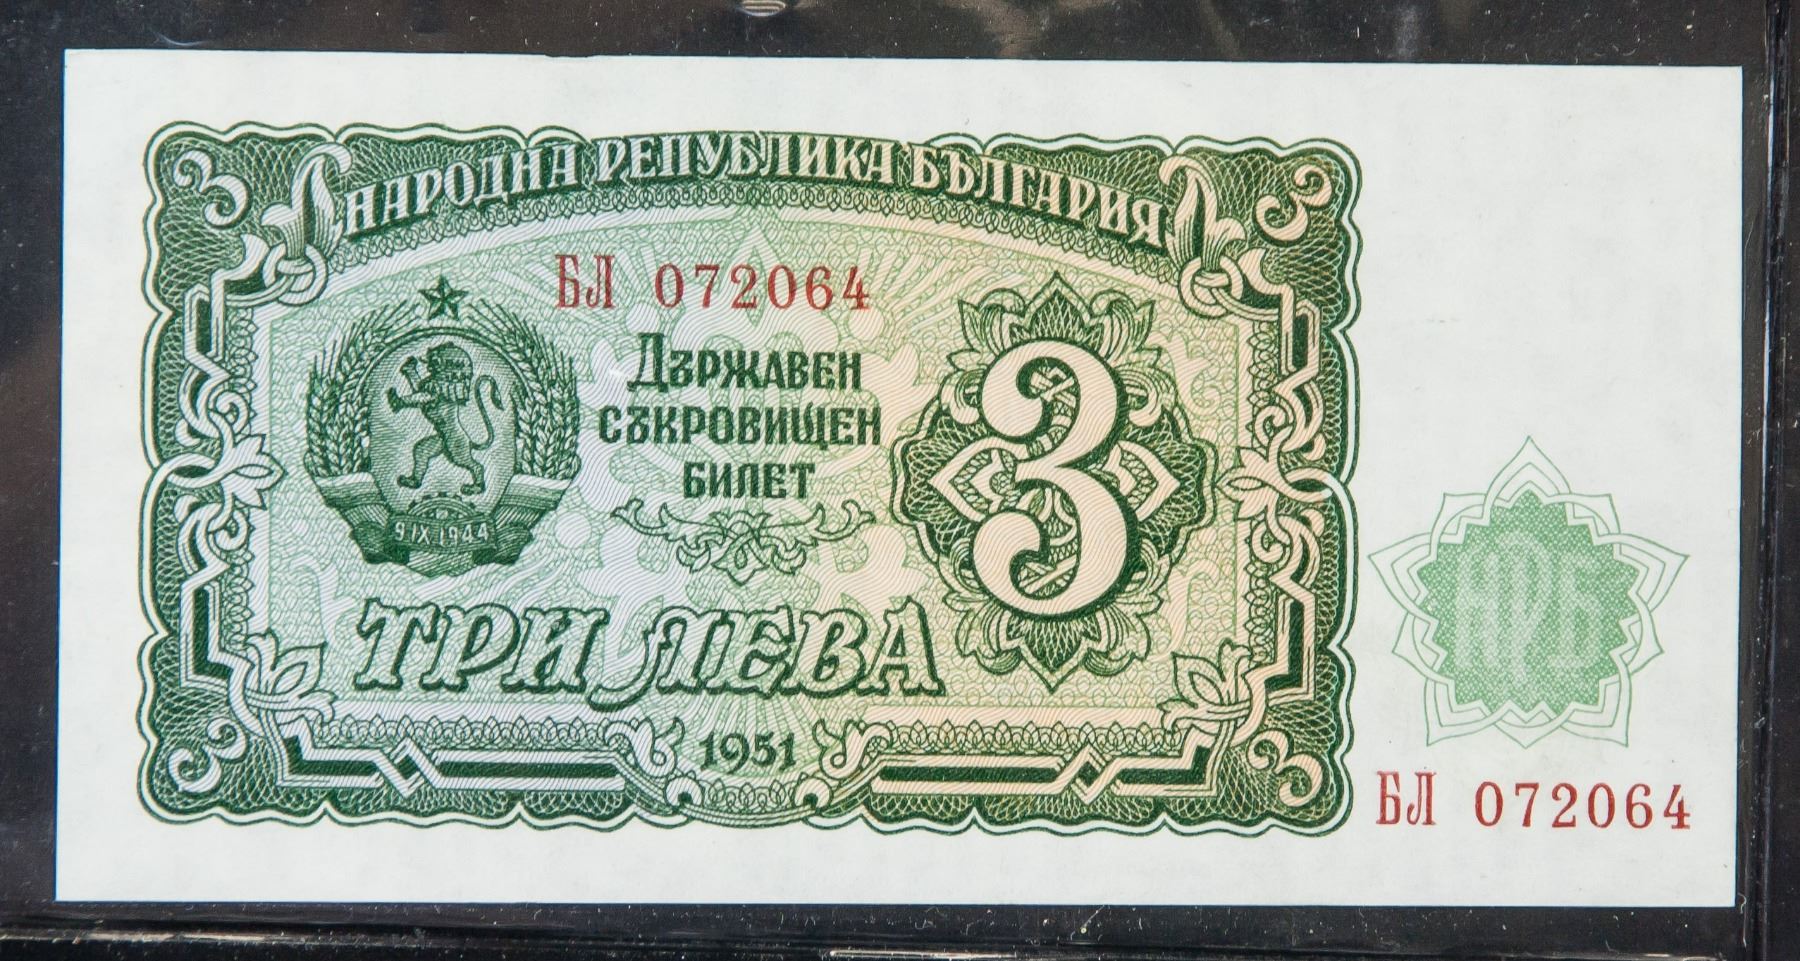 3 3
НАРОДНА РЕПУБЛИКА БЪЛГАРИЯ
БЛ 072064
ДЪРЖАВЕН
СЪКРОВИЩЕН
БИЛЕТ
3
9·IX·1944
ТРИ ЛЕВА
1951
3 3
НРБ
БЛ 072064